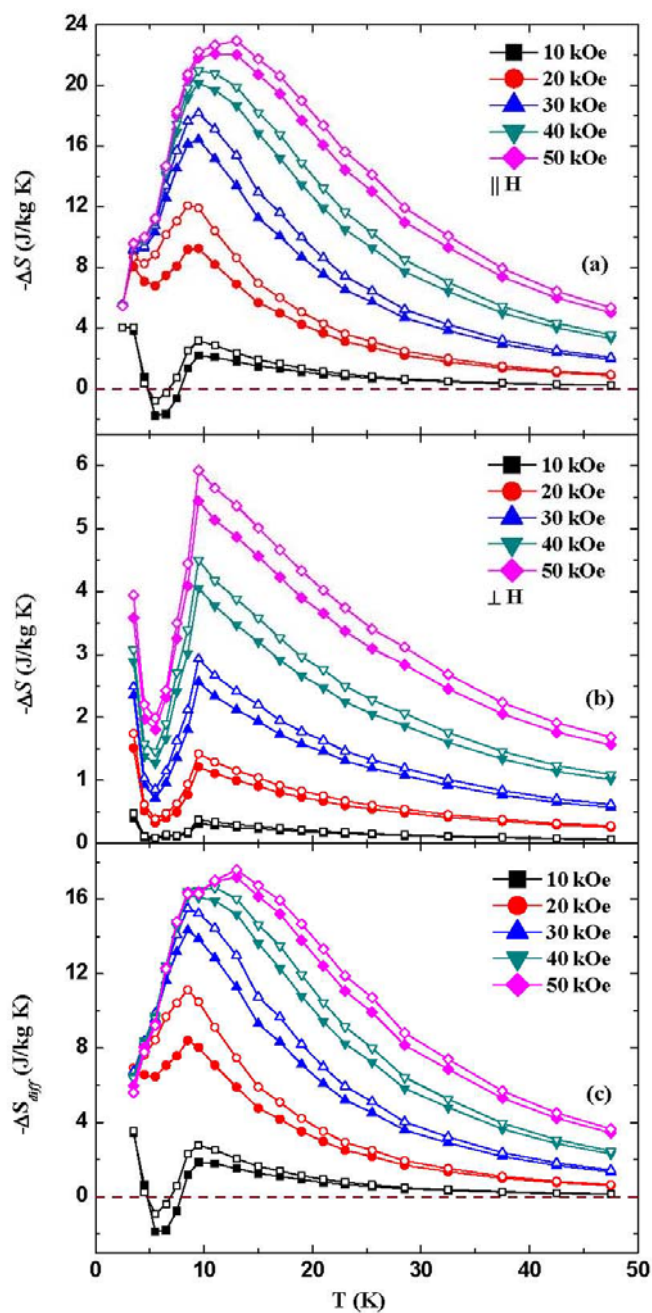 24
20
16
12
8
4
0
-ΔS (J/kg K)
10 kOe
20 kOe
30 kOe
40 kOe
50 kOe
|| H
(a)
6
5
4
3
2
1
0
-ΔS (J/kg K)
10 kOe
20 kOe
30 kOe
40 kOe
50 kOe
⊥ H
(b)
16
12
8
4
0
-ΔS_diff (J/kg K)
10 kOe
20 kOe
30 kOe
40 kOe
50 kOe
(c)
0 10 20 30 40 50
T (K)